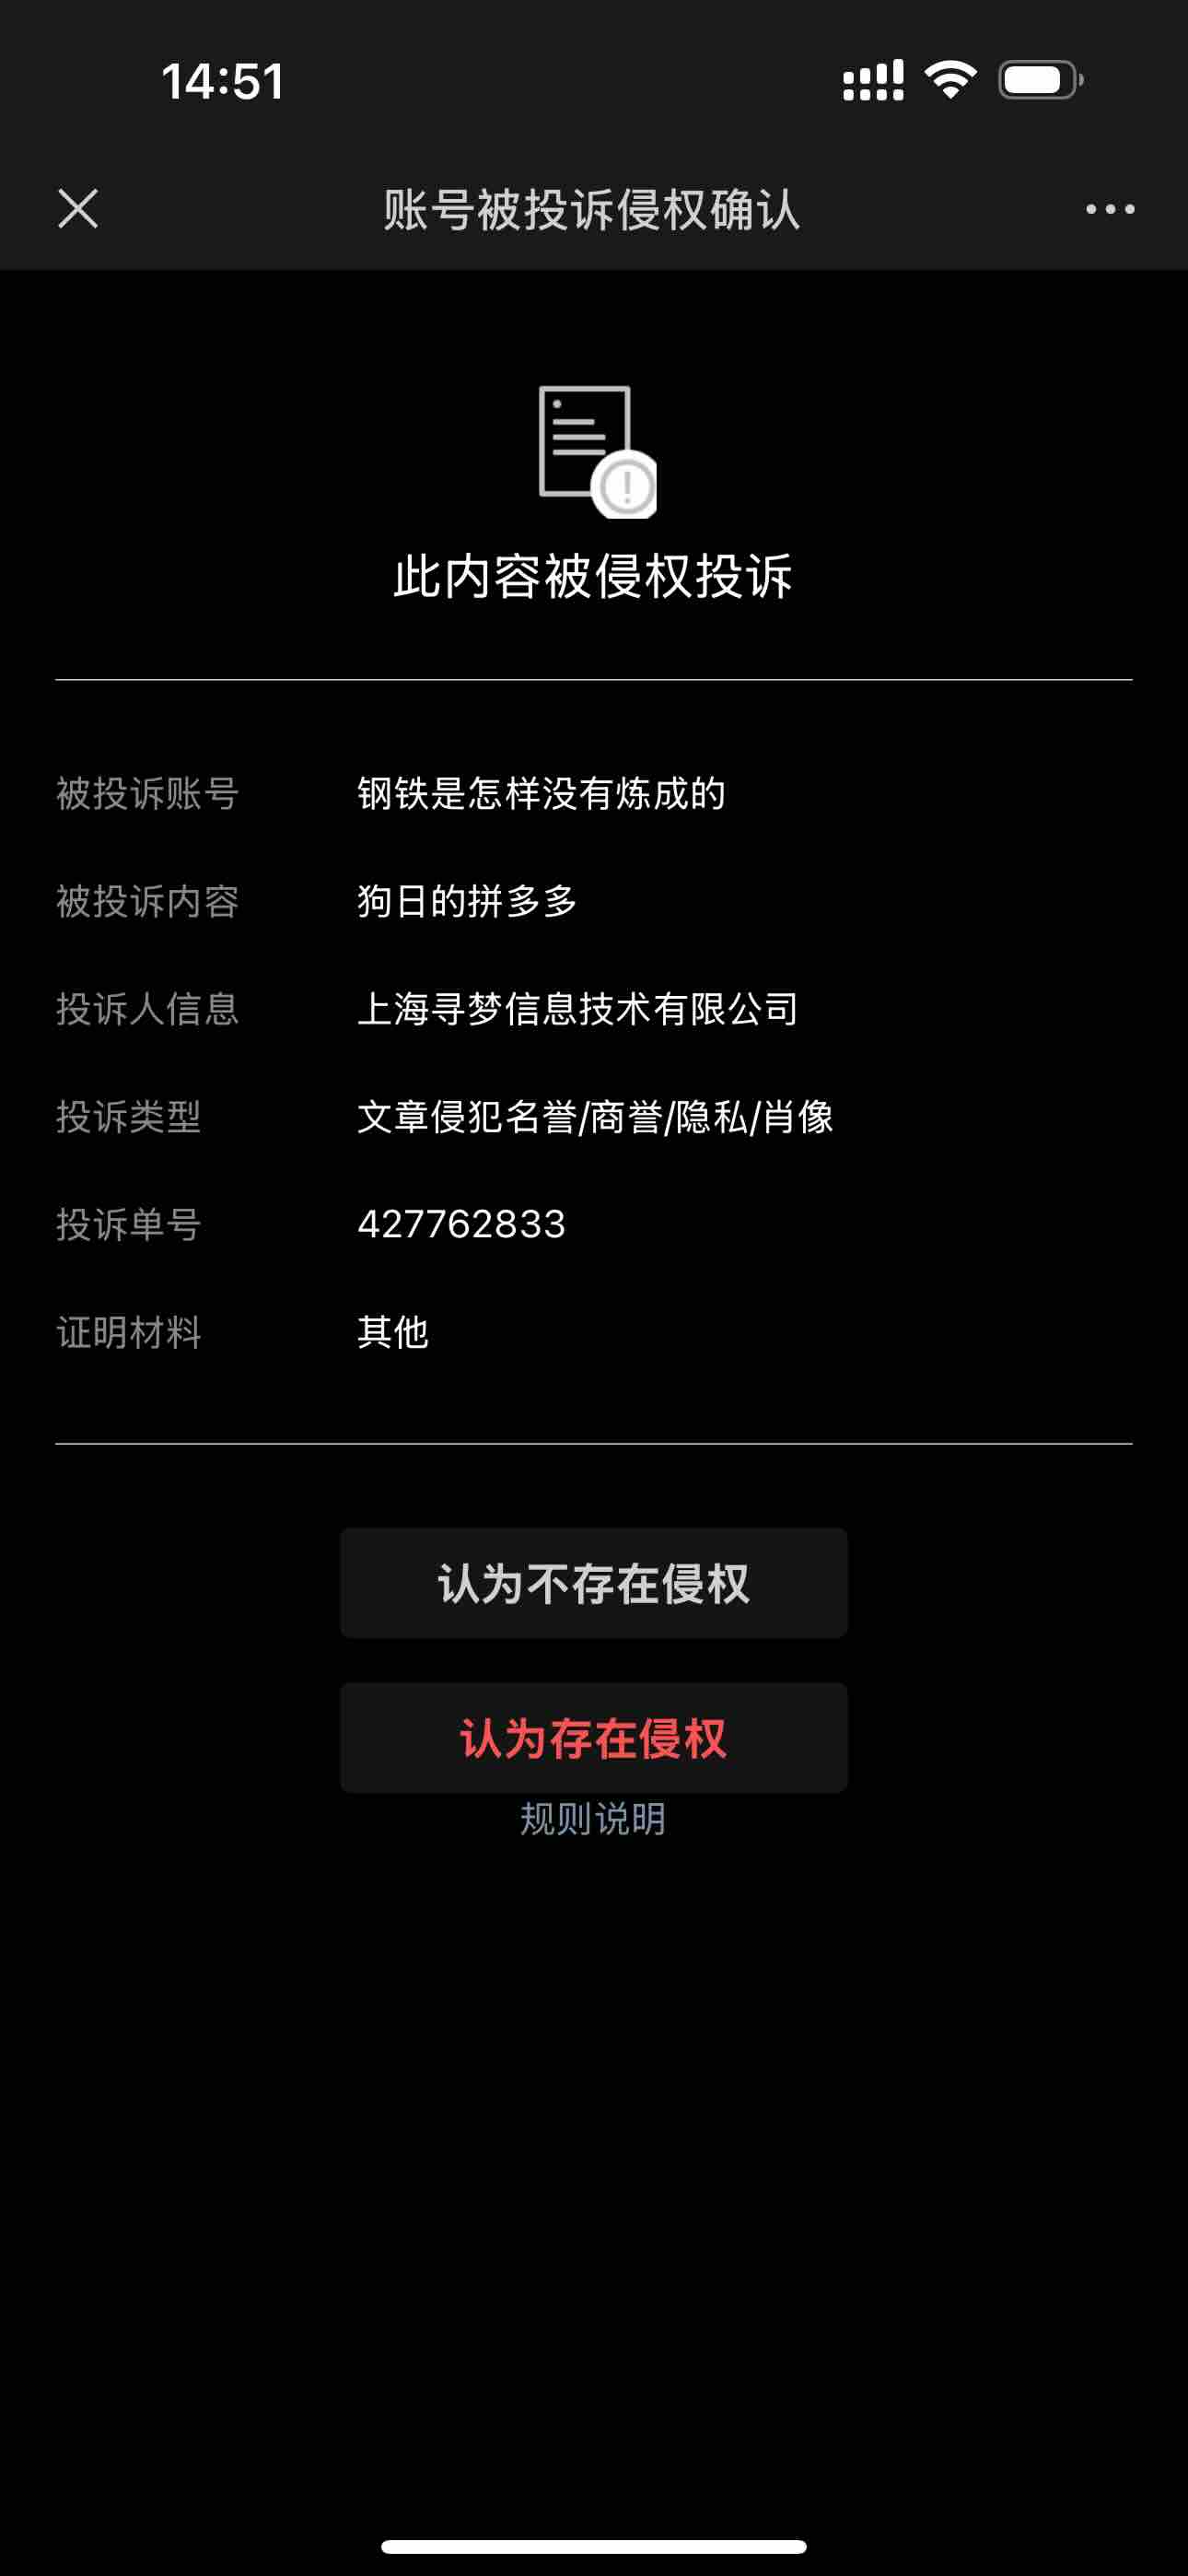 14:51
账号被投诉侵权确认
此内容被侵权投诉
被投诉账号 钢铁是怎样没有炼成的
被投诉内容 狗日的拼多多
投诉人信息 上海寻梦信息技术有限公司
投诉类型 文章侵犯名誉/商誉/隐私/肖像
投诉单号 427762833
证明材料 其他
认为不存在侵权
认为存在侵权
规则说明